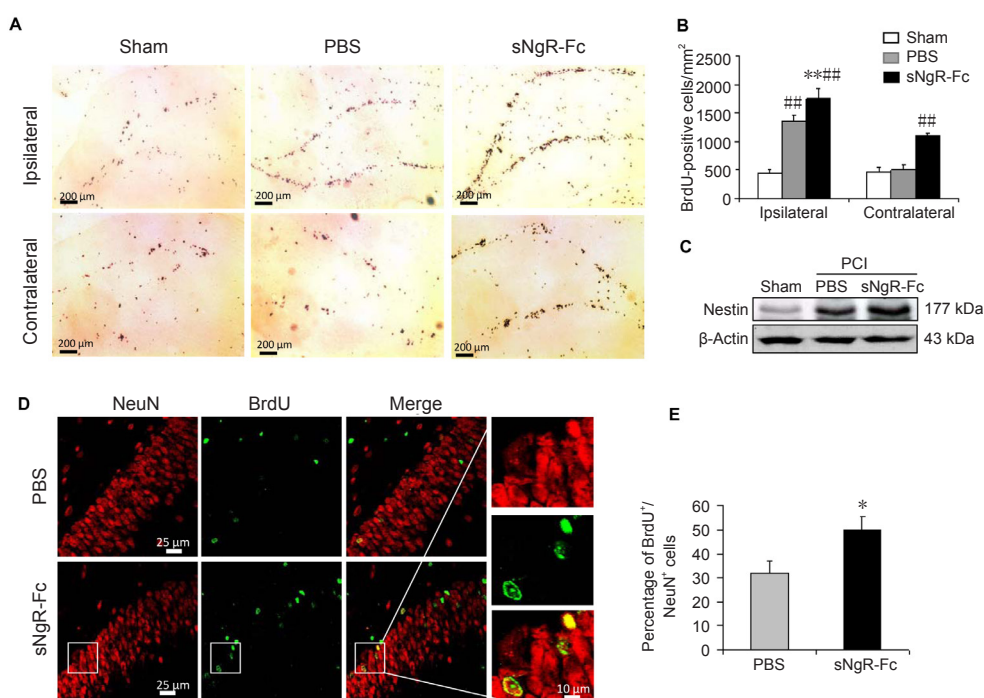 A
Sham PBS sNgR-Fc
Ipsilateral
200 µm 200 µm 200 µm
Contralateral
200 µm 200 µm 200 µm
B
Sham
PBS
sNgR-Fc
BrdU-positive cells/mm²
2500
2000
1500
1000
500
0
## **## ##
Ipsilateral Contralateral
C
PCI
Sham PBS sNgR-Fc
Nestin 177 kDa
β-Actin 43 kDa
D
NeuN BrdU Merge
PBS
25 µm
sNgR-Fc
25 µm
10 µm
E
Percentage of BrdU⁺/
NeuN⁺ cells
60
50
40
30
20
10
0
*
PBS sNgR-Fc